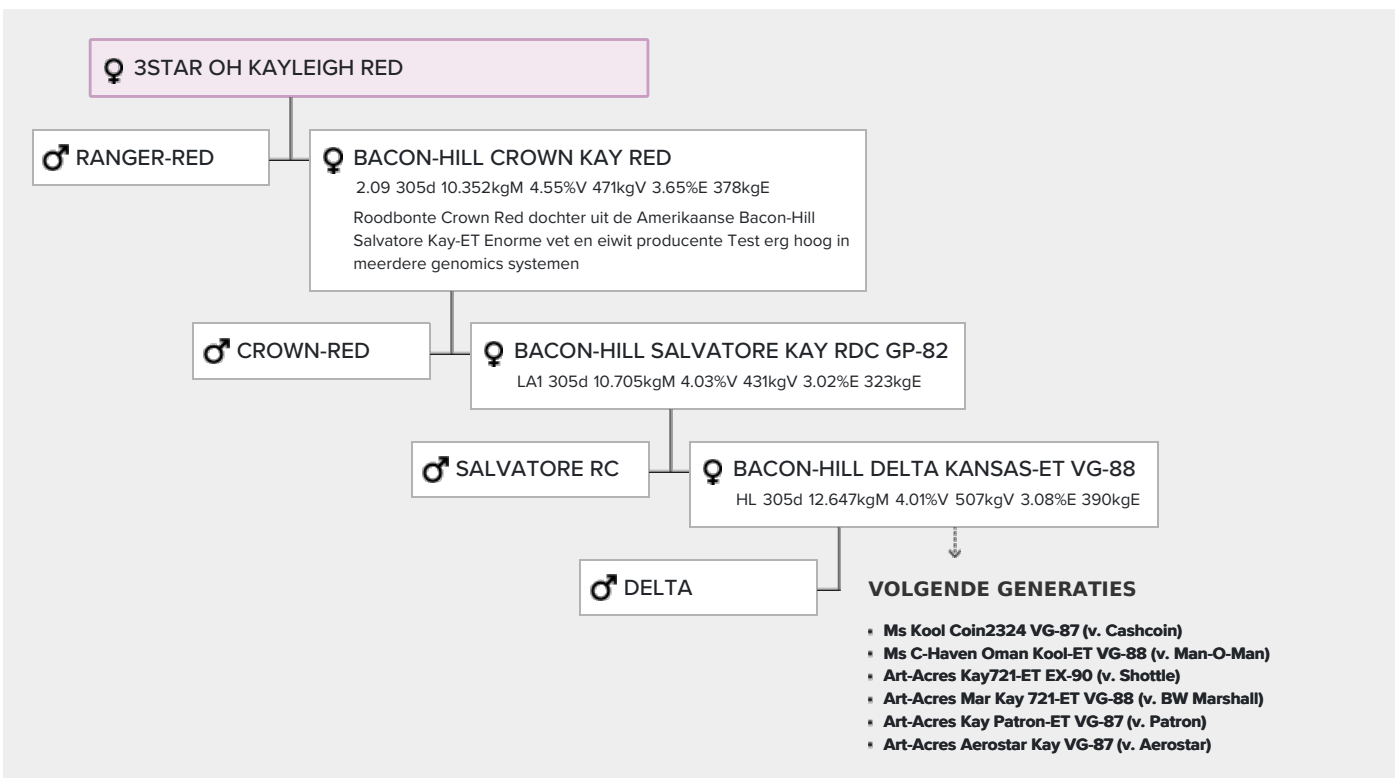 3STAR OH KAYLEIGH RED
RANGER-RED
BACON-HILL CROWN KAY RED
2.09 305d 10.352kgM 4.55%V 471kgV 3.65%E 378kgE
Roodbonte Crown Red dochter uit de Amerikaanse Bacon-Hill
Salvatore Kay-ET Enorme vet en eiwit producente Test erg hoog in
meerdere genomics systemen
CROWN-RED
BACON-HILL SALVATORE KAY RDC GP-82
LA1 305d 10.705kgM 4.03%V 431kgV 3.02%E 323kgE
SALVATORE RC
BACON-HILL DELTA KANSAS-ET VG-88
HL 305d 12.647kgM 4.01%V 507kgV 3.08%E 390kgE
DELTA
VOLGENDE GENERATIES
Ms Kool Coin2324 VG-87 (v. Cashcoin)
Ms C-Haven Oman Kool-ET VG-88 (v. Man-O-Man)
Art-Acres Kay721-ET EX-90 (v. Shottle)
Art-Acres Mar Kay 721-ET VG-88 (v. BW Marshall)
Art-Acres Kay Patron-ET VG-87 (v. Patron)
Art-Acres Aerostar Kay VG-87 (v. Aerostar)